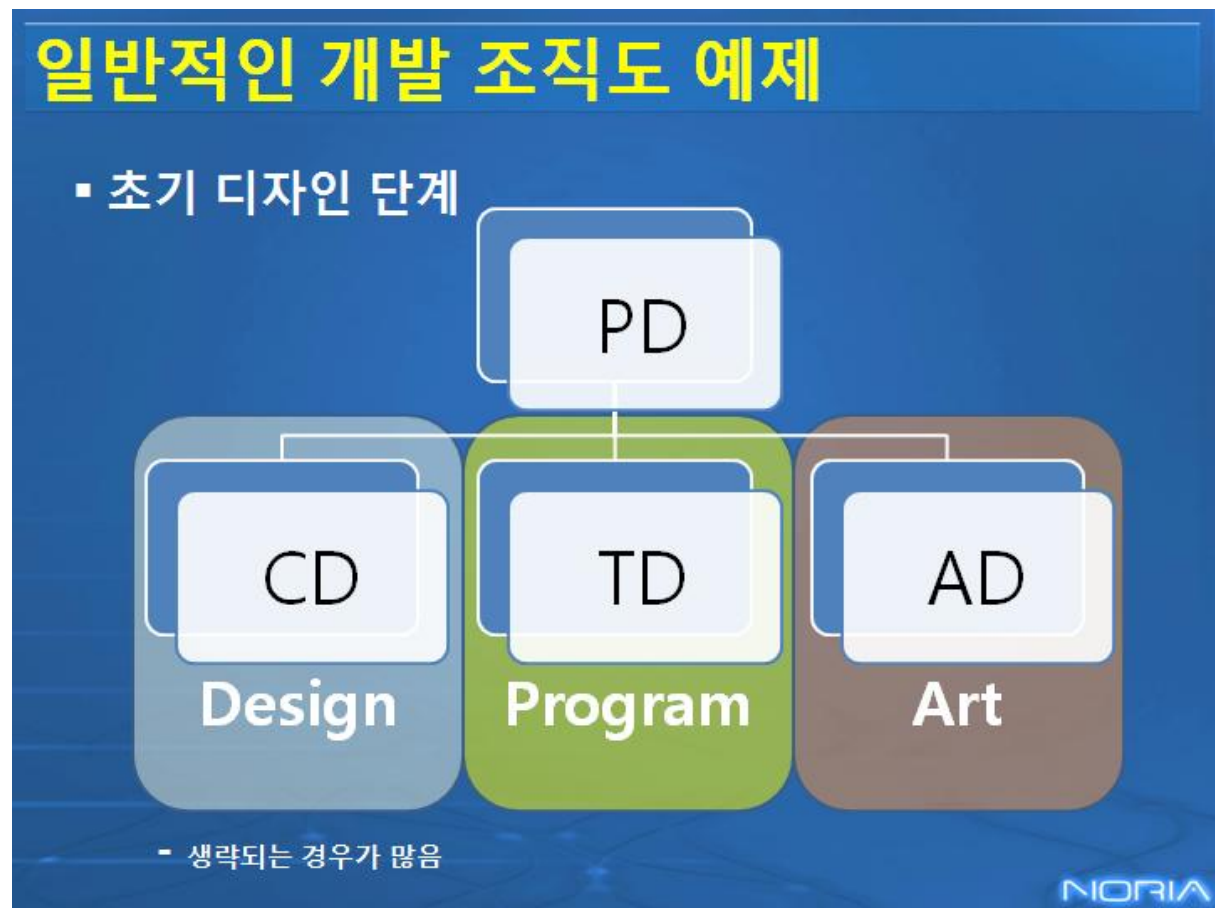 일반적인 개발 조직도 예제
▪ 초기 디자인 단계
PD
CD
TD
AD
Design
Program
Art
- 생략되는 경우가 많음
NORIA